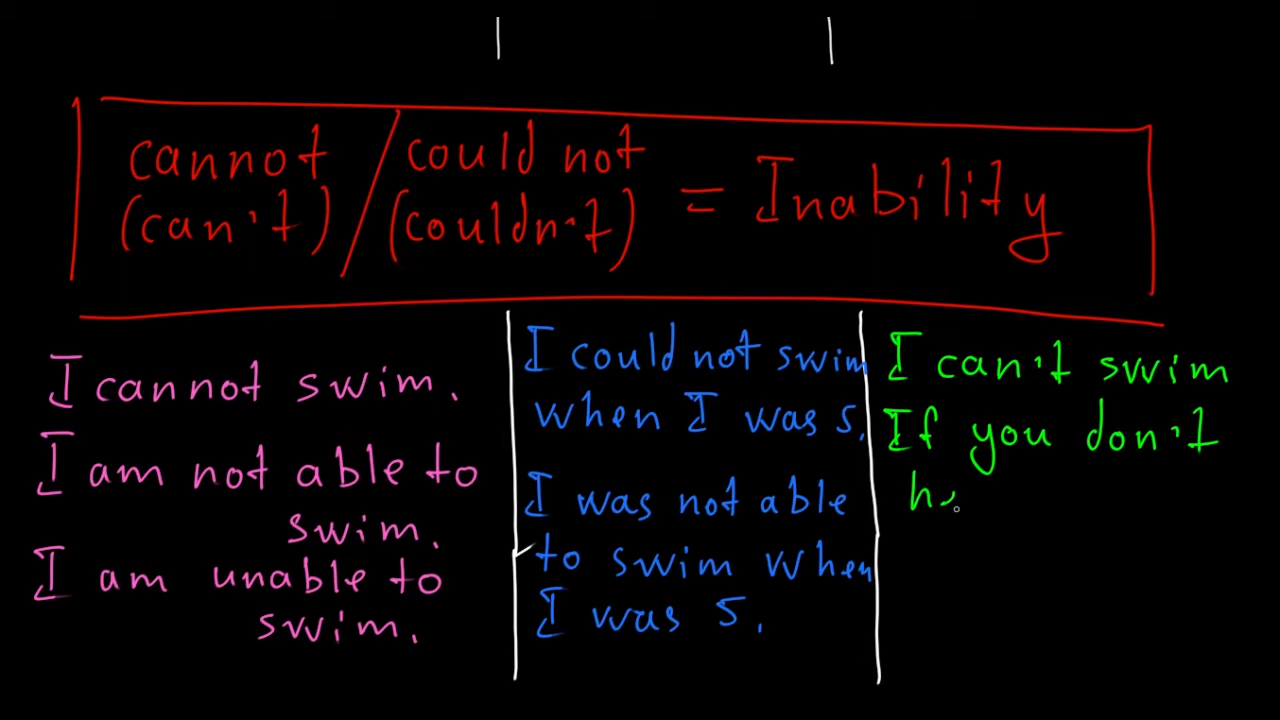 cannot / could not
(can't) / (couldn't) = Inability
I cannot swim.
I am not able to
swim.
I am unable to
swim.
I could not swim
when I was 5.
I was not able
to swim when
I was 5.
I can't swim
If you don't